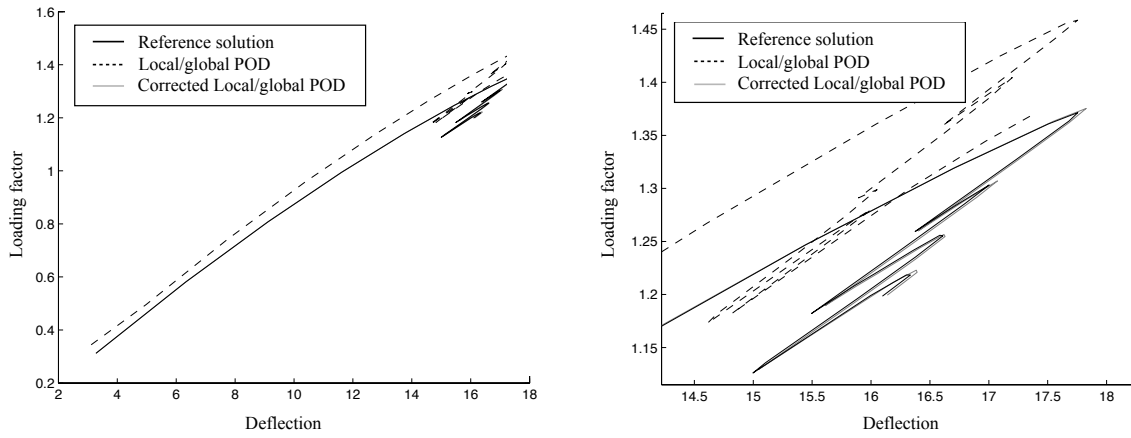 Reference solution
Local/global POD
Corrected Local/global POD
1.6
1.4
1.2
1
0.8
0.6
0.4
0.2
Loading factor
2 4 6 8 10 12 14 16 18
Deflection
Reference solution
Local/global POD
Corrected Local/global POD
1.45
1.4
1.35
1.3
1.25
1.2
1.15
Loading factor
14.5 15 15.5 16 16.5 17 17.5 18
Deflection